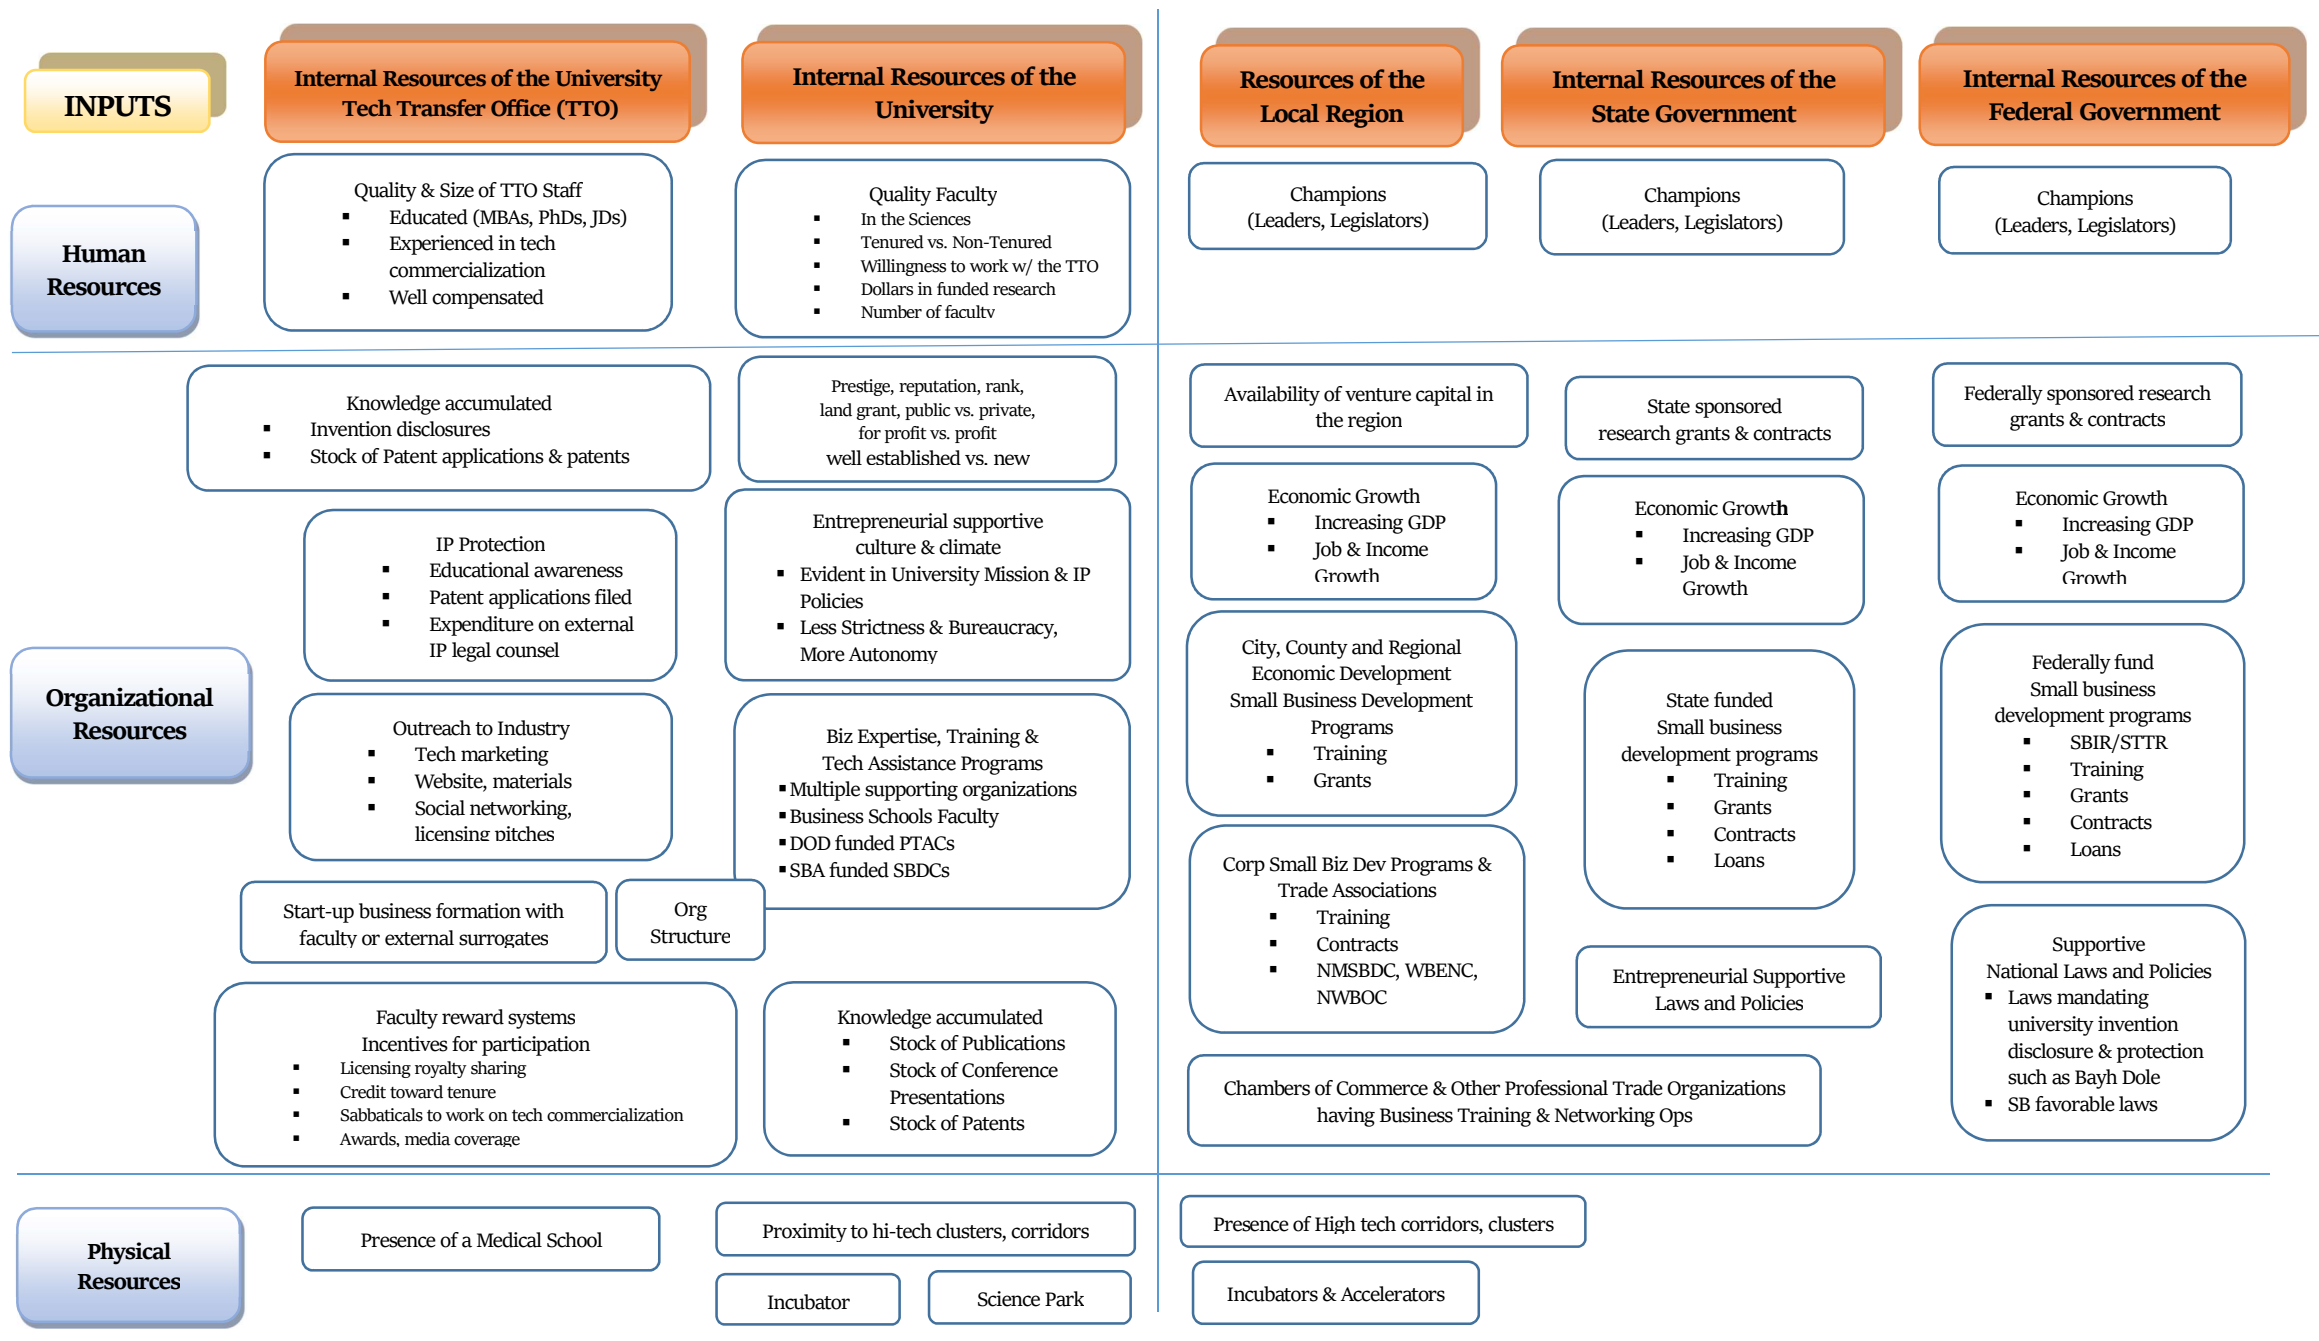 INPUTS
Internal Resources of the University
Tech Transfer Office (TTO)
Internal Resources of the
University
Resources of the
Local Region
Internal Resources of the
State Government
Internal Resources of the
Federal Government
Human
Resources
Quality & Size of TTO Staff
▪ Educated (MBAs, PhDs, JDs)
▪ Experienced in tech
commercialization
▪ Well compensated
Quality Faculty
▪ In the Sciences
▪ Tenured vs. Non-Tenured
▪ Willingness to work w/ the TTO
▪ Dollars in funded research
▪ Number of faculty
Champions
(Leaders, Legislators)
Champions
(Leaders, Legislators)
Champions
(Leaders, Legislators)
Organizational
Resources
Knowledge accumulated
▪ Invention disclosures
▪ Stock of Patent applications & patents
IP Protection
▪ Educational awareness
▪ Patent applications filed
▪ Expenditure on external
IP legal counsel
Outreach to Industry
▪ Tech marketing
▪ Website, materials
▪ Social networking,
licensing pitches
Start-up business formation with
faculty or external surrogates
Org
Structure
Faculty reward systems
Incentives for participation
▪ Licensing royalty sharing
▪ Credit toward tenure
▪ Sabbaticals to work on tech commercialization
▪ Awards, media coverage
Prestige, reputation, rank,
land grant, public vs. private,
for profit vs. profit
well established vs. new
Entrepreneurial supportive
culture & climate
▪ Evident in University Mission & IP
Policies
▪ Less Strictness & Bureaucracy,
More Autonomy
Biz Expertise, Training &
Tech Assistance Programs
▪ Multiple supporting organizations
▪ Business Schools Faculty
▪ DOD funded PTACs
▪ SBA funded SBDCs
Knowledge accumulated
▪ Stock of Publications
▪ Stock of Conference
Presentations
▪ Stock of Patents
Availability of venture capital in
the region
Economic Growth
▪ Increasing GDP
▪ Job & Income
Growth
City, County and Regional
Economic Development
Small Business Development
Programs
▪ Training
▪ Grants
Corp Small Biz Dev Programs &
Trade Associations
▪ Training
▪ Contracts
▪ NMSBDC, WBENC,
NWBOC
Chambers of Commerce & Other Professional Trade Organizations
having Business Training & Networking Ops
State sponsored
research grants & contracts
Economic Growth
▪ Increasing GDP
▪ Job & Income
Growth
State funded
Small business
development programs
▪ Training
▪ Grants
▪ Contracts
▪ Loans
Entrepreneurial Supportive
Laws and Policies
Federally sponsored research
grants & contracts
Economic Growth
▪ Increasing GDP
▪ Job & Income
Growth
Federally fund
Small business
development programs
▪ SBIR/STTR
▪ Training
▪ Grants
▪ Contracts
▪ Loans
Supportive
National Laws and Policies
▪ Laws mandating
university invention
disclosure & protection
such as Bayh Dole
▪ SB favorable laws
Physical
Resources
Presence of a Medical School
Proximity to hi-tech clusters, corridors
Incubator
Science Park
Presence of High tech corridors, clusters
Incubators & Accelerators